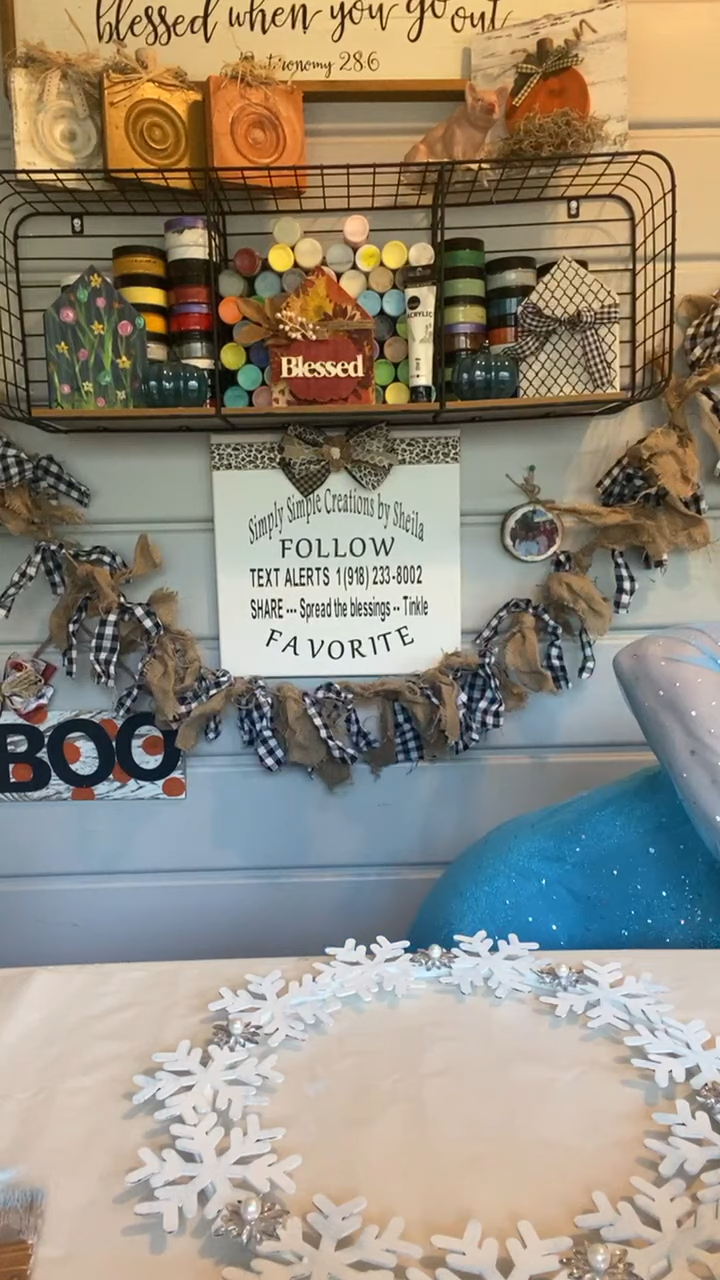 blessed when you go out
Deuteronomy 28:6
Blessed
ACRYLIC
Simply Simple Creations by Sheila
FOLLOW
TEXT ALERTS 1(918) 233-8002
SHARE --- Spread the blessings -- Tinkle
FAVORITE
BOO